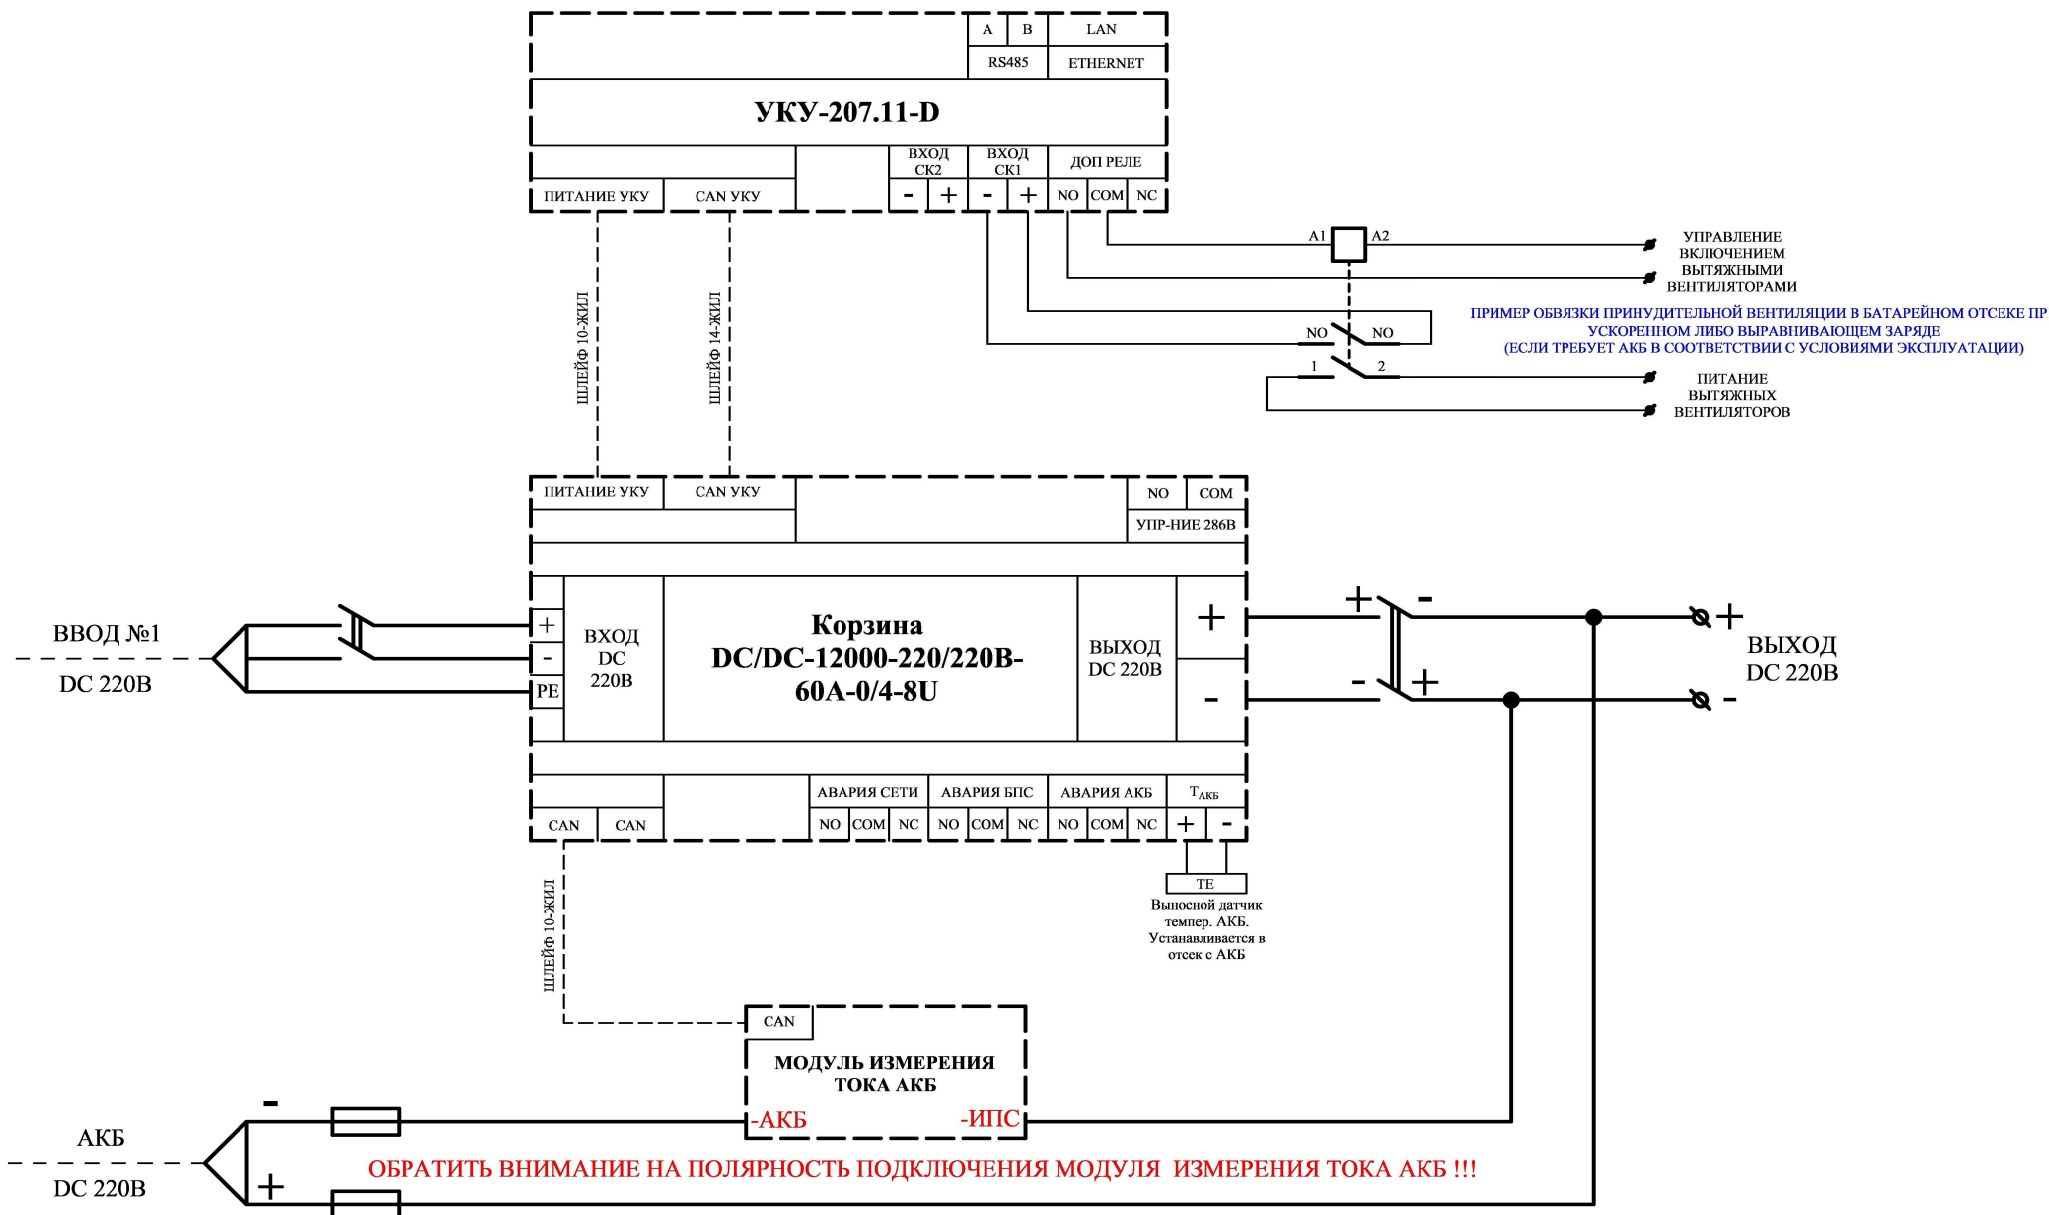 A B LAN
RS485 ETHERNET
УКУ-207.11-D
ВХОД СК2 ВХОД СК1 ДОП РЕЛЕ
ПИТАНИЕ УКУ CAN УКУ - + - + NO COM NC
A1 A2
УПРАВЛЕНИЕ
ВКЛЮЧЕНИЕМ
ВЫТЯЖНЫМИ
ВЕНТИЛЯТОРАМИ
ШЛЕЙФ 10-ЖИЛ
ШЛЕЙФ 14-ЖИЛ
ПРИМЕР ОБВЯЗКИ ПРИНУДИТЕЛЬНОЙ ВЕНТИЛЯЦИИ В БАТАРЕЙНОМ ОТСЕКЕ ПР
УСКОРЕННОМ ЛИБО ВЫРАВНИВАЮЩЕМ ЗАРЯДЕ
(ЕСЛИ ТРЕБУЕТ АКБ В СООТВЕТСТВИИ С УСЛОВИЯМИ ЭКСПЛУАТАЦИИ)
NO NO
1 2
ПИТАНИЕ
ВЫТЯЖНЫХ
ВЕНТИЛЯТОРОВ
ПИТАНИЕ УКУ CAN УКУ NO COM
УПР-НИЕ 286В
ВВОД №1
DC 220В
+
-
PE
ВХОД
DC
220В
Корзина
DC/DC-12000-220/220В-
60А-0/4-8U
ВЫХОД
DC 220В
+
-
+ -
- +
+
ВЫХОД
DC 220В
-
АВАРИЯ СЕТИ АВАРИЯ БПС АВАРИЯ АКБ ТАКБ
CAN CAN NO COM NC NO COM NC NO COM NC + -
TE
Выносной датчик
темпер. АКБ.
Устанавливается в
отсек с АКБ
ШЛЕЙФ 10-ЖИЛ
CAN
МОДУЛЬ ИЗМЕРЕНИЯ
ТОКА АКБ
-АКБ -ИПС
-
АКБ
DC 220В
+
ОБРАТИТЬ ВНИМАНИЕ НА ПОЛЯРНОСТЬ ПОДКЛЮЧЕНИЯ МОДУЛЯ ИЗМЕРЕНИЯ ТОКА АКБ !!!